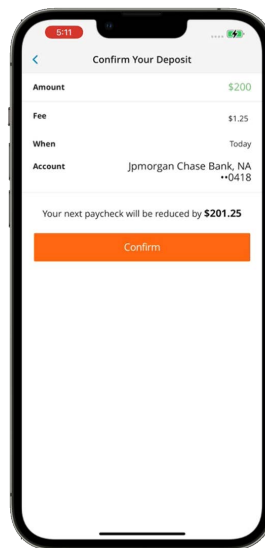 5:11
Confirm Your Deposit
Amount $200
Fee $1.25
When Today
Account Jpmorgan Chase Bank, NA
••0418
Your next paycheck will be reduced by $201.25
Confirm